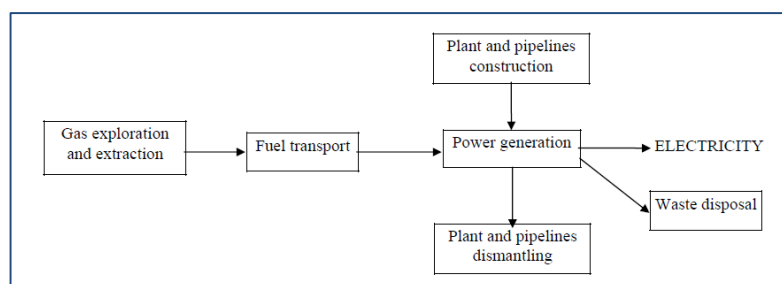 Plant and pipelines
construction
Gas exploration
and extraction
Fuel transport
Power generation
ELECTRICITY
Waste disposal
Plant and pipelines
dismantling